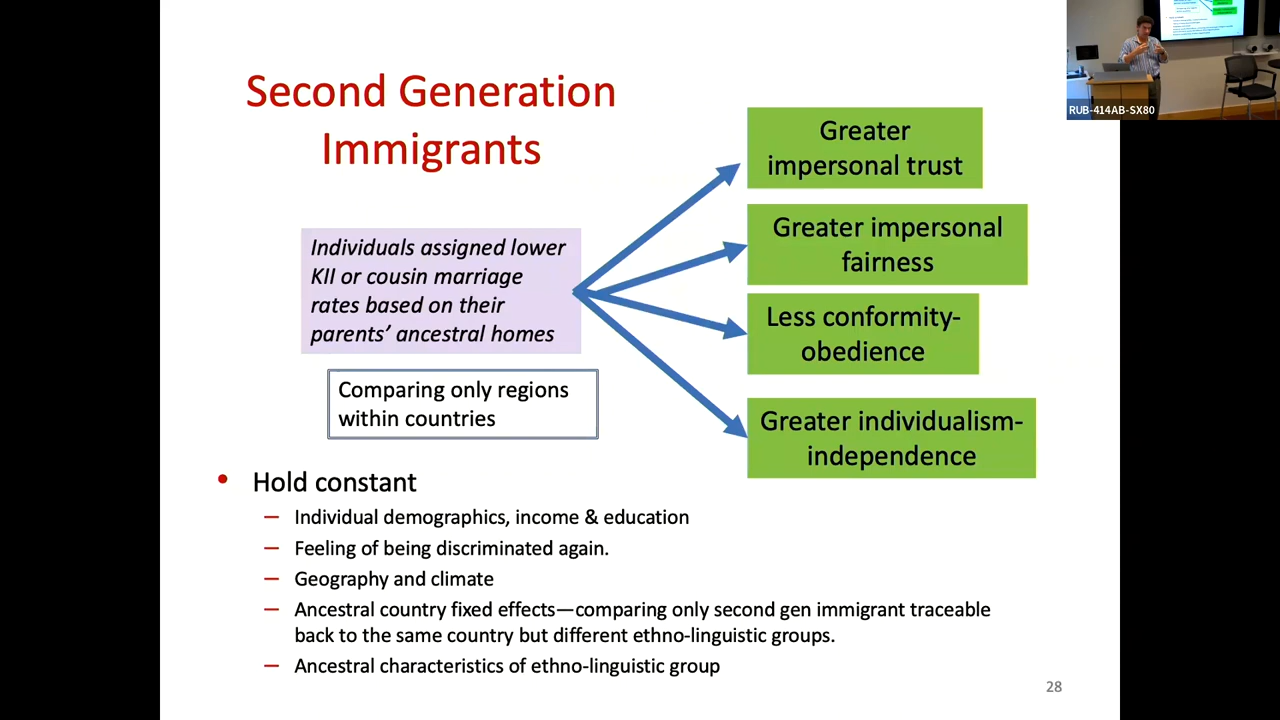 Second Generation
Immigrants
Individuals assigned lower
KII or cousin marriage
rates based on their
parents’ ancestral homes
Comparing only regions
within countries
Greater
impersonal trust
Greater impersonal
fairness
Less conformity-
obedience
Greater individualism-
independence
• Hold constant
— Individual demographics, income & education
— Feeling of being discriminated again.
— Geography and climate
— Ancestral country fixed effects—comparing only second gen immigrant traceable
back to the same country but different ethno-linguistic groups.
— Ancestral characteristics of ethno-linguistic group
28
RUB-414AB-SX80